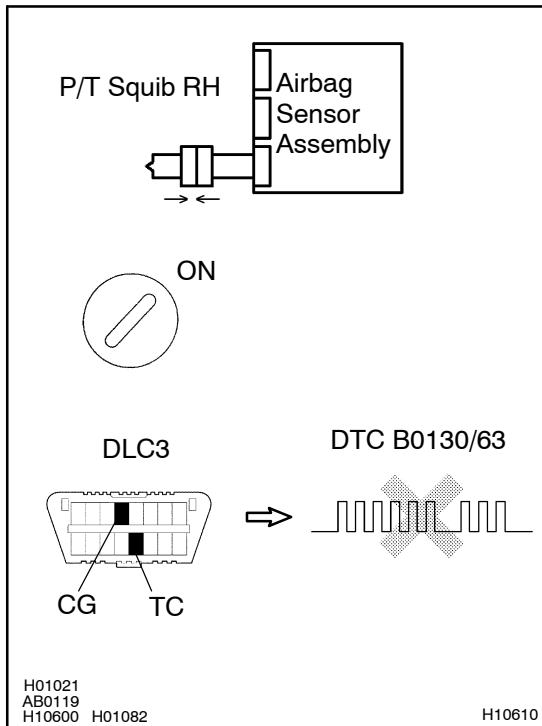 P/T Squib RH
Airbag
Sensor
Assembly
ON
DLC3
DTC B0130/63
CG TC
H01021
AB0119
H10600 H01082
H10610